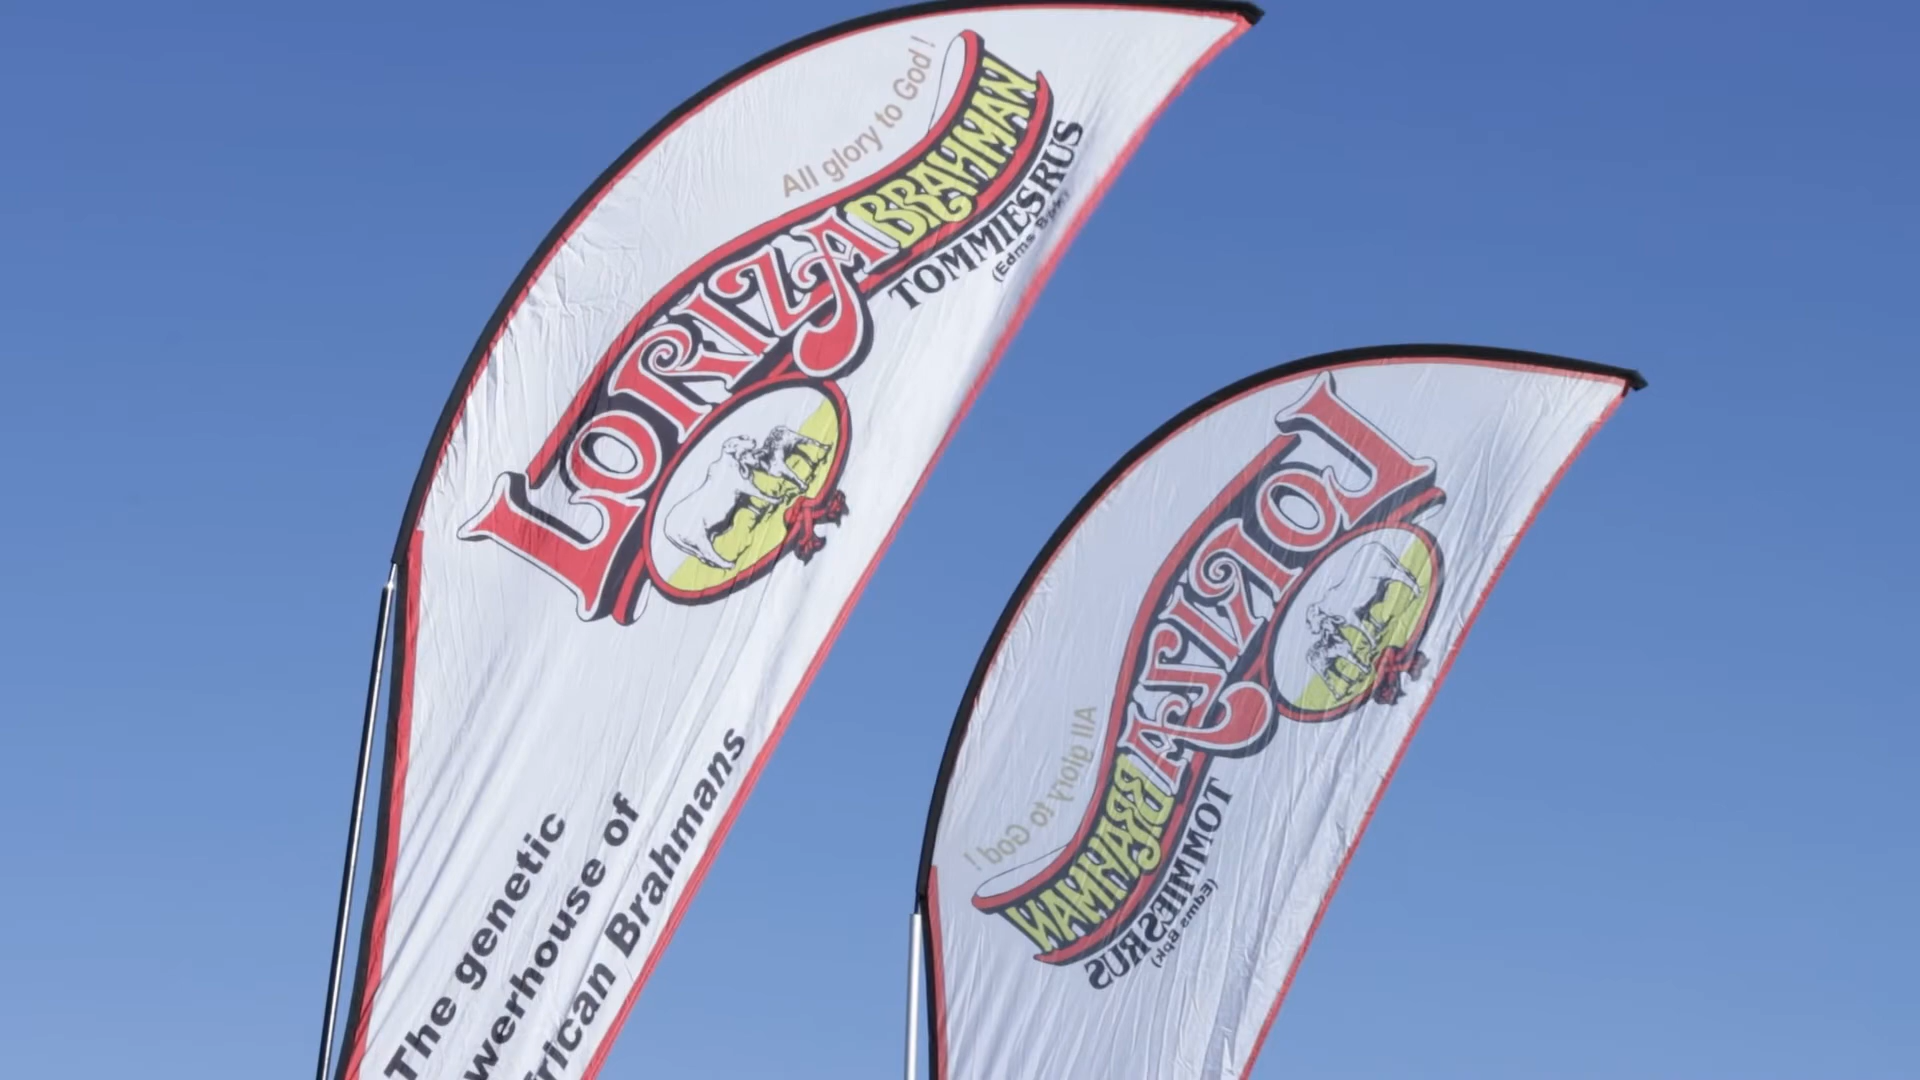 All glory to God!
LORIZA BRAHMAN
TOMMIESRUS
(Edms Bpk)
The genetic
werhouse of
rican Brahmans
LORIZA BRAHMAN
All glory to God!
TOMMIESRUS
(Edms Bpk)